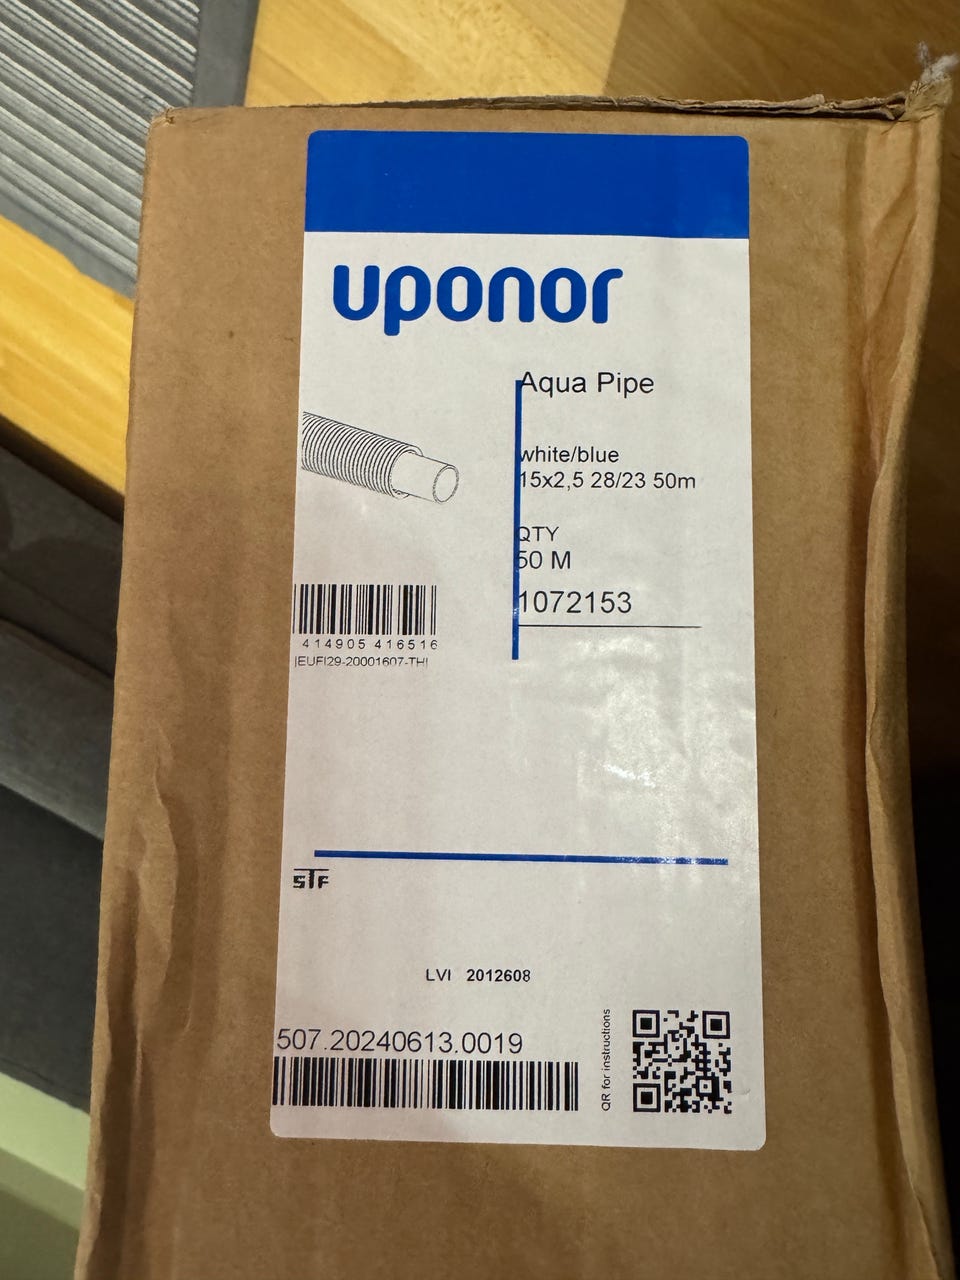 uponor
Aqua Pipe
white/blue
15x2,5 28/23 50m
QTY
50 M
1072153
414905 416516
|EUFI29-20001607-THI
STF
LVI 2012608
507.20240613.0019
QR for instructions